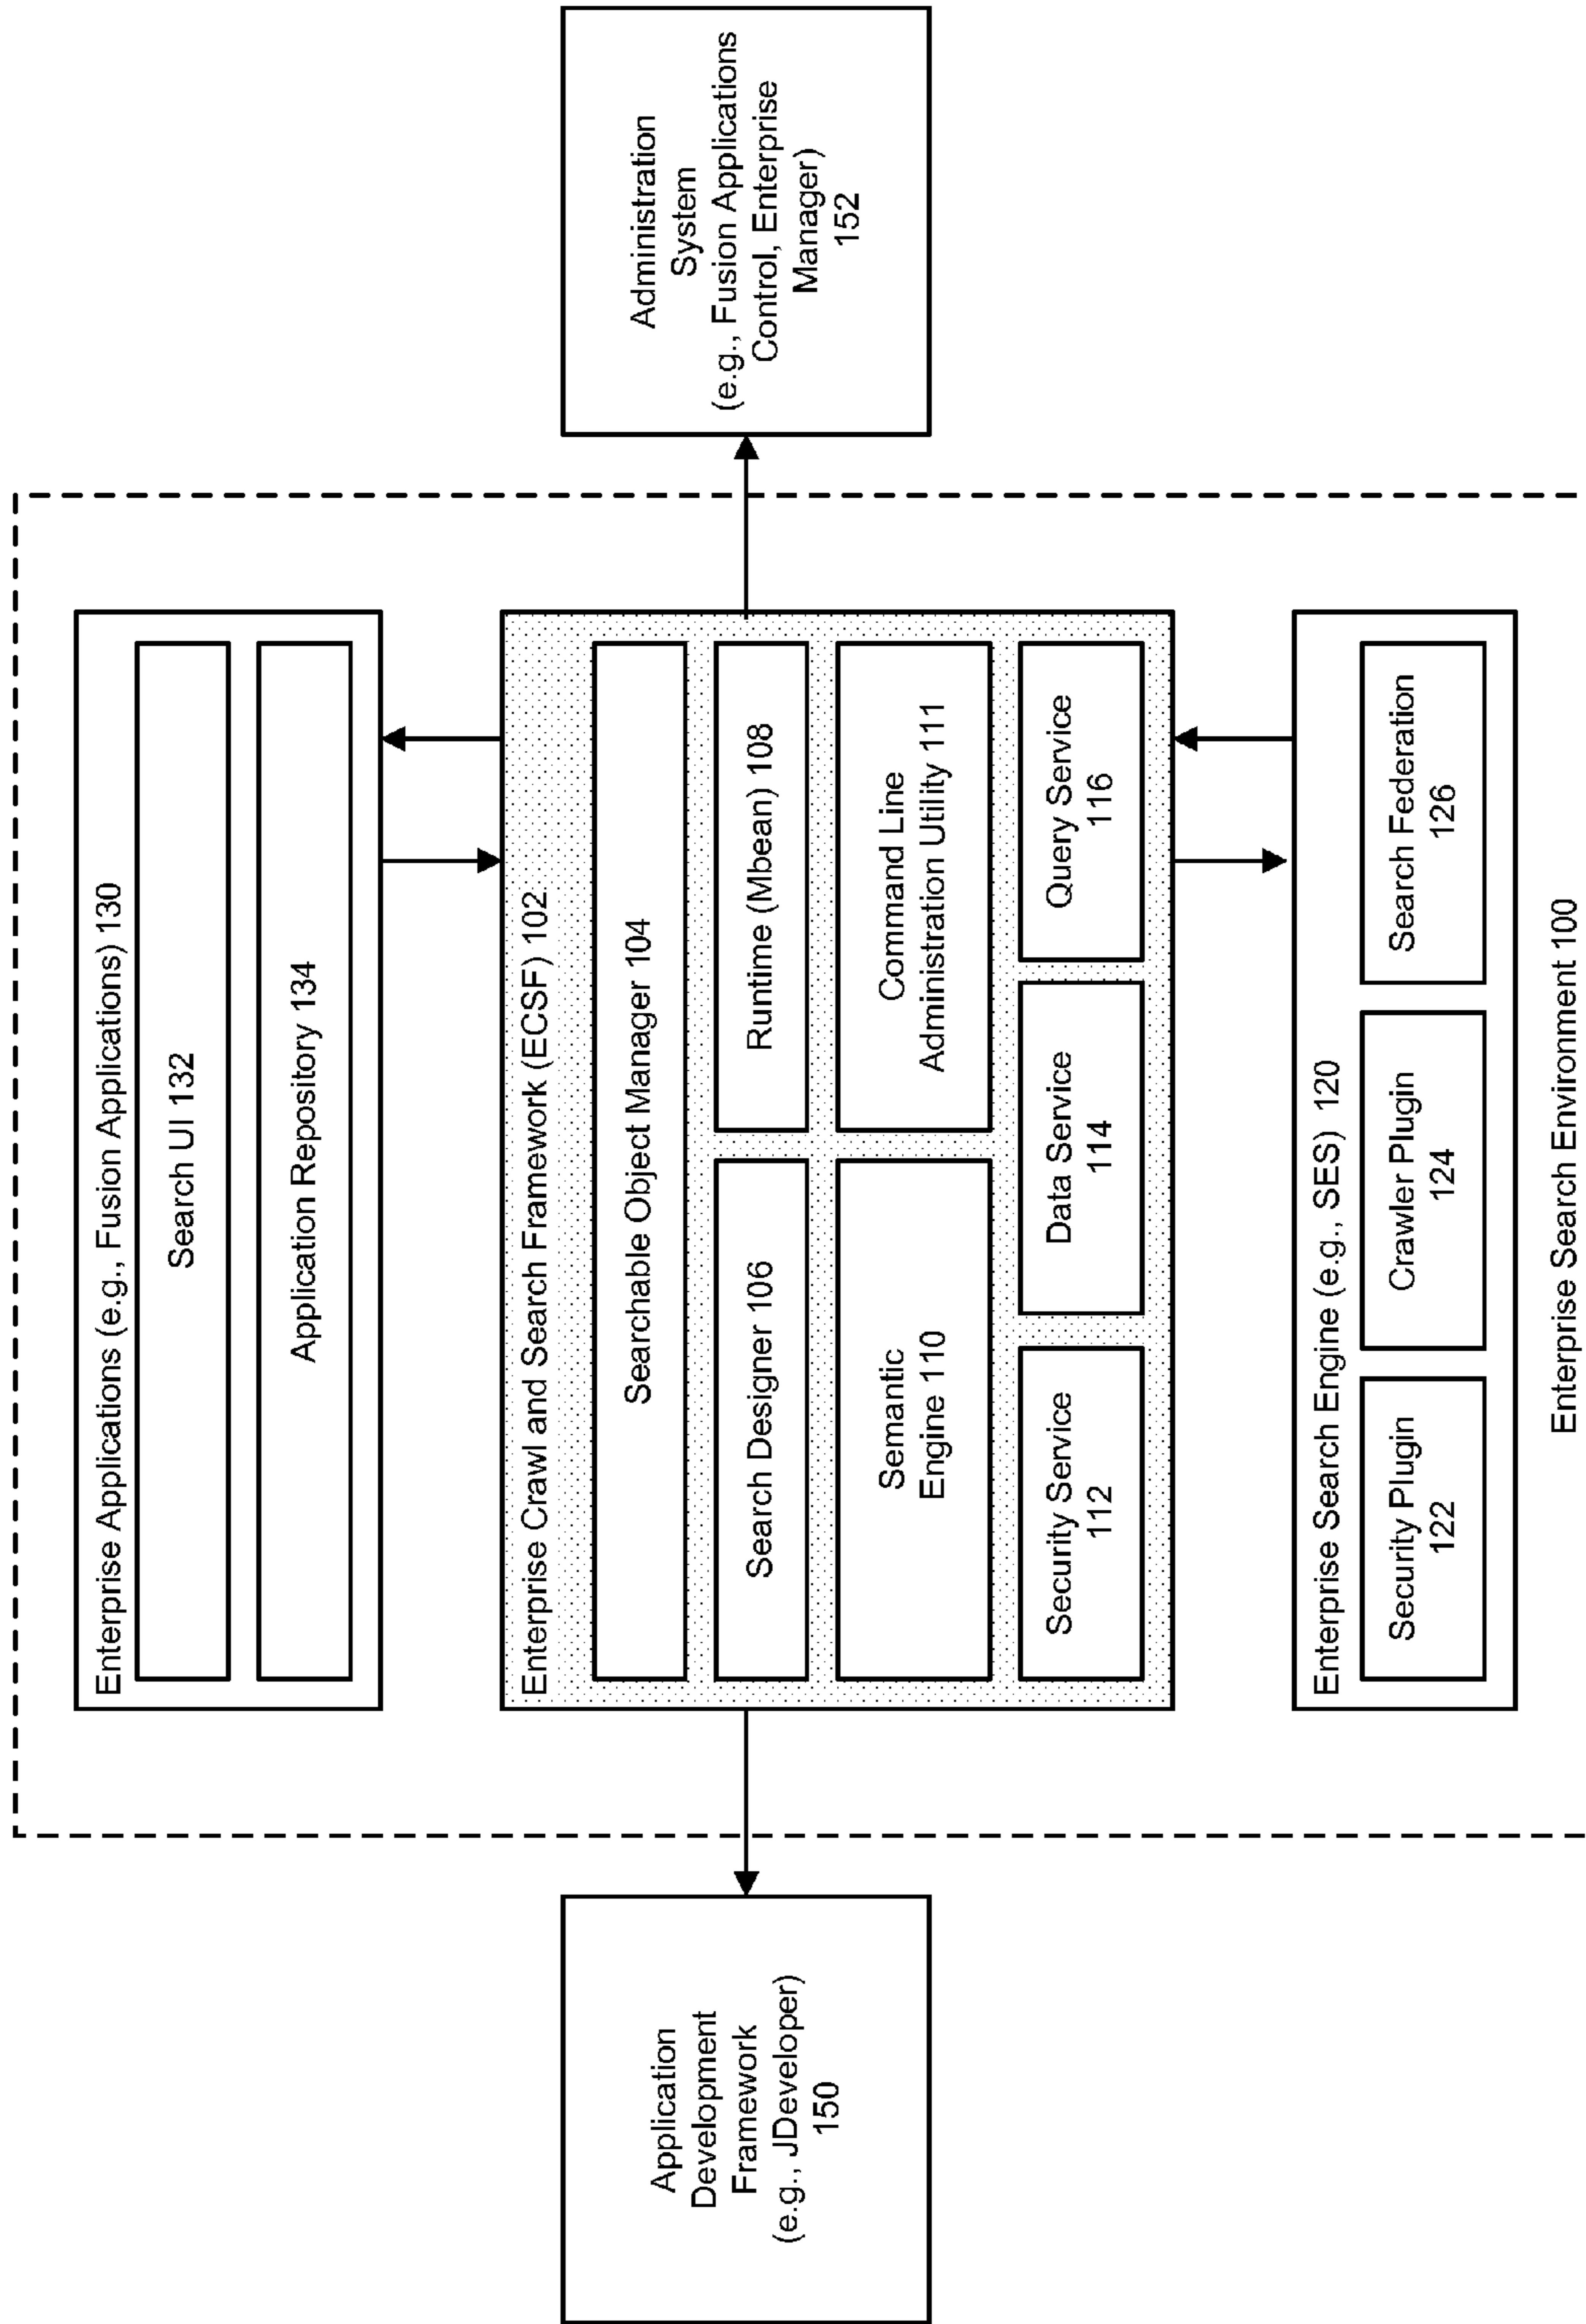 Enterprise Applications (e.g., Fusion Applications) 130
Search UI 132
Application Repository 134
Application
Development
Framework
(e.g., JDeveloper)
150
Enterprise Crawl and Search Framework (ECSF) 102
Searchable Object Manager 104
Search Designer 106
Runtime (Mbean) 108
Semantic
Engine 110
Command Line
Administration Utility 111
Security Service
112
Data Service
114
Query Service
116
Administration
System
(e.g., Fusion Applications
Control, Enterprise
Manager)
152
Enterprise Search Engine (e.g., SES) 120
Security Plugin
122
Crawler Plugin
124
Search Federation
126
Enterprise Search Environment 100